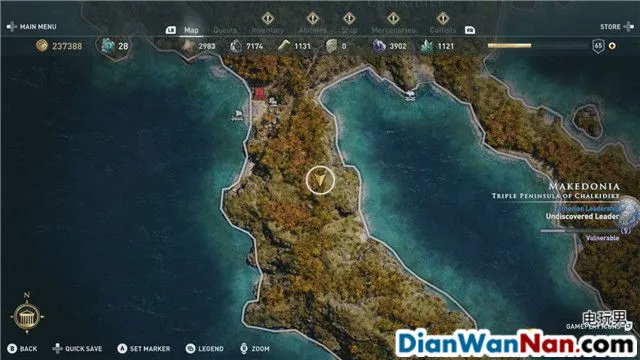 MAIN MENU
LB Map Quests Inventory Abilities Ship Mercenaries Cultists RB
STORE
237388 28 2983 7174 1131 0 3902 1121 65
MAKEDONIA
TRIPLE PENINSULA OF CHALKIDIKE
Athenian Leadership
Undiscovered Leader
Vulnerable
电玩男
GAMEPLAY ICONS
DianWanNan.com
B BACK QUICK SAVE A SET MARKER LEGEND ZOOM